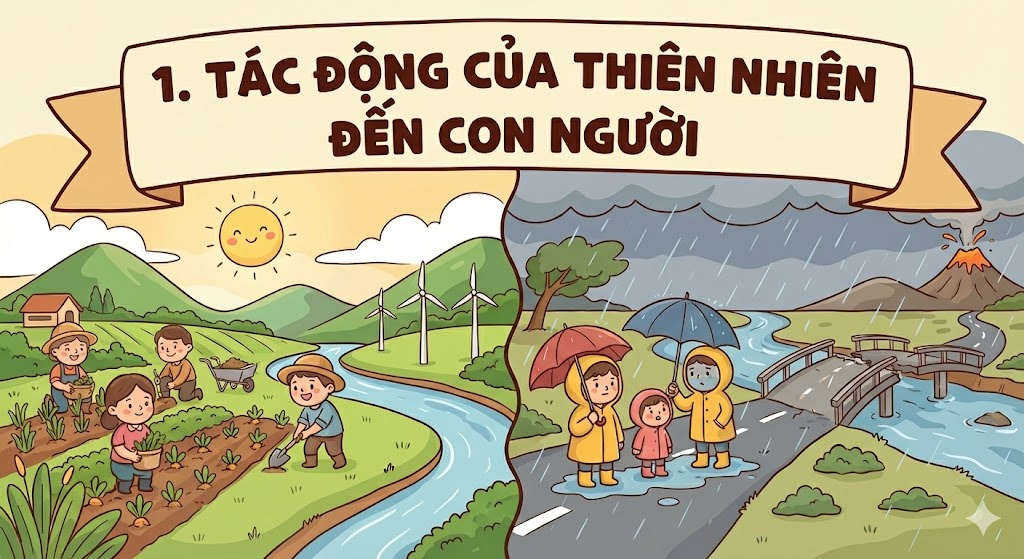 1. TÁC ĐỘNG CỦA THIÊN NHIÊN
ĐẾN CON NGƯỜI